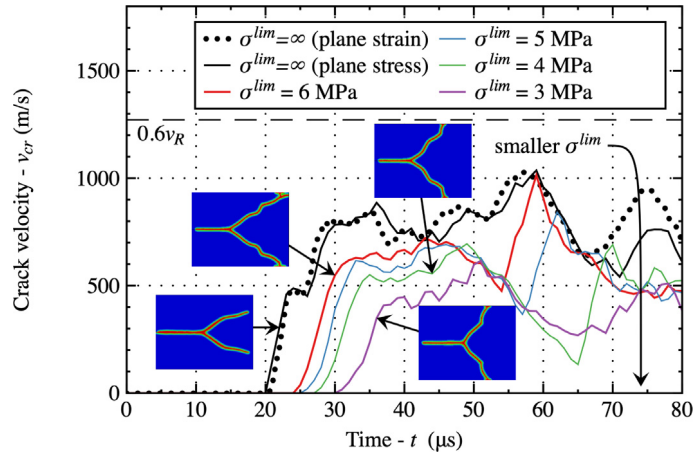 σ^lim=∞ (plane strain)
σ^lim=∞ (plane stress)
σ^lim = 6 MPa
σ^lim = 5 MPa
σ^lim = 4 MPa
σ^lim = 3 MPa
1500
1000
500
0
Crack velocity - v_cr (m/s)
0.6v_R
smaller σ^lim
0 10 20 30 40 50 60 70 80
Time - t (μs)